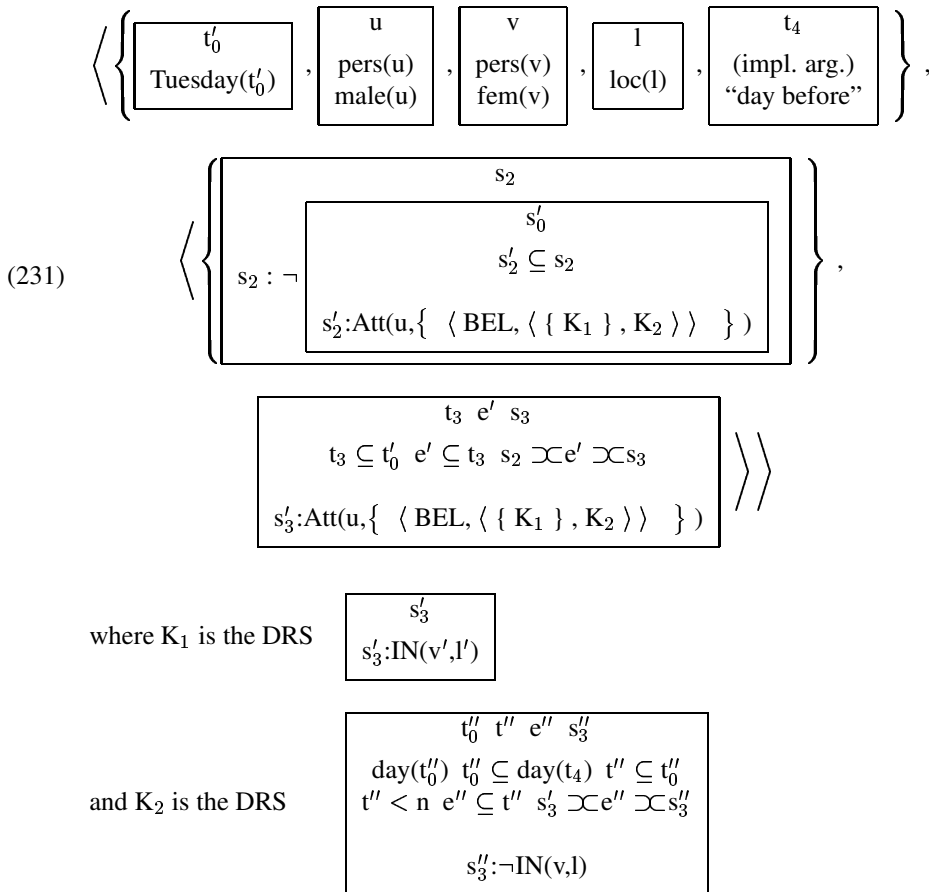 ⟨ { t′₀ u v l t₄
Tuesday(t′₀) , pers(u) , pers(v) , loc(l) , (impl. arg.) } ,
male(u) fem(v) “day before”
s₂
s′₀
s′₂ ⊆ s₂
(231) ⟨ { s₂ : ¬ } ,
s′₂:Att(u,{ ⟨ BEL, ⟨ { K₁ } , K₂ ⟩ ⟩ } )
t₃ e′ s₃
t₃ ⊆ t′₀ e′ ⊆ t₃ s₂ ⊃⊂ e′ ⊃⊂ s₃ ⟩ ⟩
s′₃:Att(u,{ ⟨ BEL, ⟨ { K₁ } , K₂ ⟩ ⟩ } )
s′₃
where K₁ is the DRS
s′₃:IN(v′,l′)
t″₀ t″ e″ s″₃
day(t″₀) t″₀ ⊆ day(t₄) t″ ⊆ t″₀
and K₂ is the DRS t″ < n e″ ⊆ t″ s′₃ ⊃⊂ e″ ⊃⊂ s″₃
s″₃:¬IN(v,l)